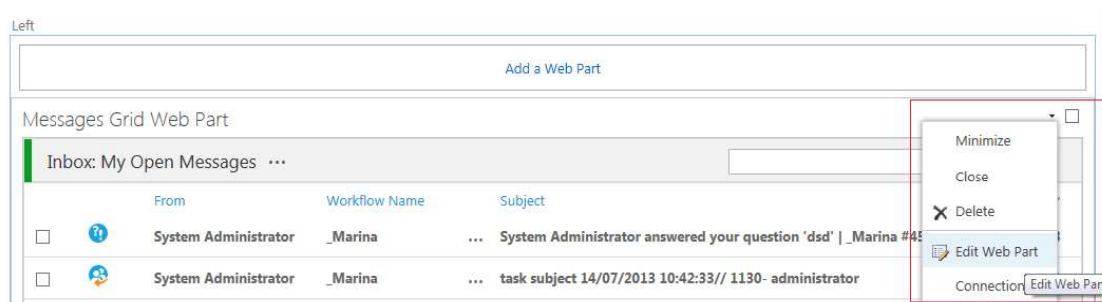 Left
Add a Web Part
Messages Grid Web Part
Inbox: My Open Messages ...
From Workflow Name Subject
System Administrator _Marina ... System Administrator answered your question 'dsd' | _Marina
System Administrator _Marina ... task subject 14/07/2013 10:42:33// 1130- administrator
Minimize
Close
Delete
Edit Web Part
Connection
Edit Web Par